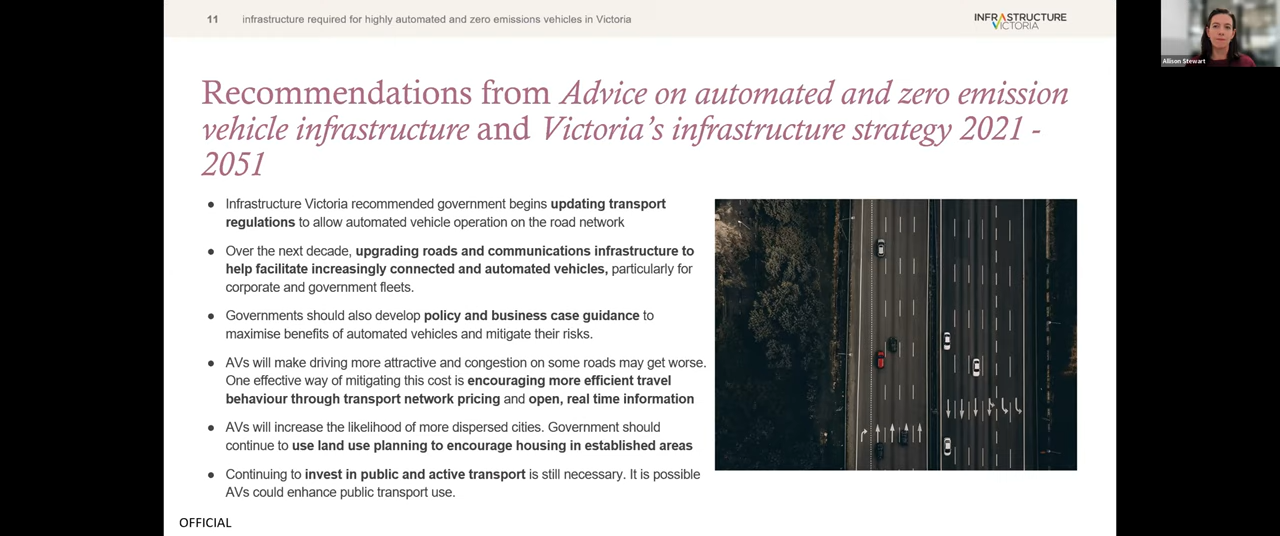 11 infrastructure required for highly automated and zero emissions vehicles in Victoria
INFRASTRUCTURE
VICTORIA
Allison Stewart
Recommendations from Advice on automated and zero emission
vehicle infrastructure and Victoria's infrastructure strategy 2021 -
2051
● Infrastructure Victoria recommended government begins updating transport
regulations to allow automated vehicle operation on the road network
● Over the next decade, upgrading roads and communications infrastructure to
help facilitate increasingly connected and automated vehicles, particularly for
corporate and government fleets.
● Governments should also develop policy and business case guidance to
maximise benefits of automated vehicles and mitigate their risks.
● AVs will make driving more attractive and congestion on some roads may get worse.
One effective way of mitigating this cost is encouraging more efficient travel
behaviour through transport network pricing and open, real time information
● AVs will increase the likelihood of more dispersed cities. Government should
continue to use land use planning to encourage housing in established areas
● Continuing to invest in public and active transport is still necessary. It is possible
AVs could enhance public transport use.
OFFICIAL